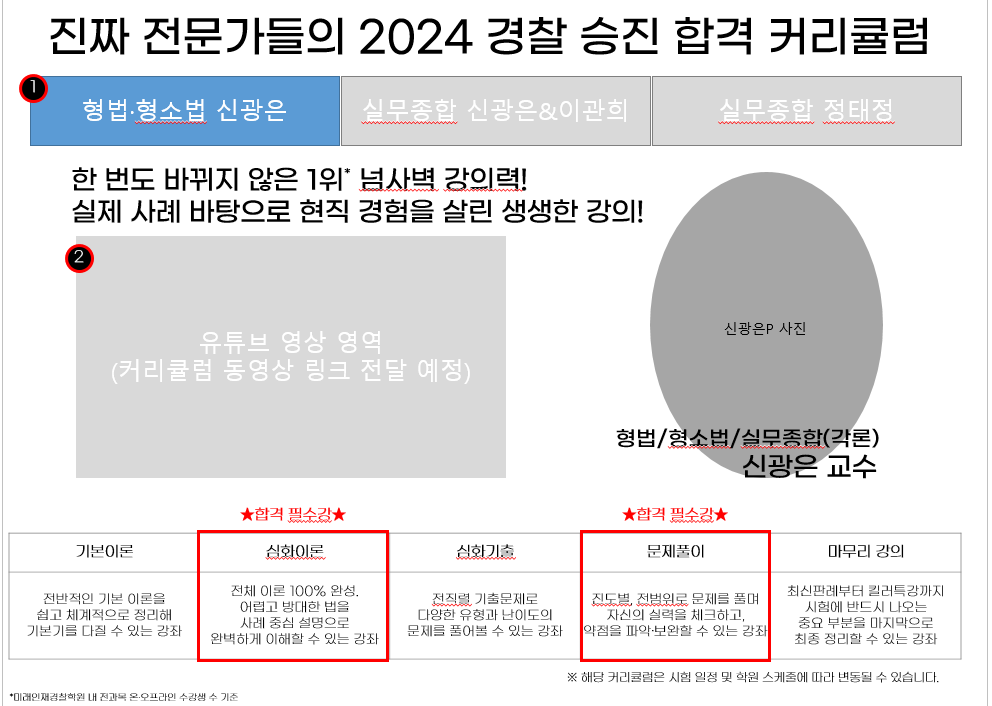 진짜 전문가들의 2024 경찰 승진 합격 커리큘럼
1
형법·형소법 신광은
실무종합 신광은&이관희
실무종합 정태정
한 번도 바뀌지 않은 1위* 넘사벽 강의력!
실제 사례 바탕으로 현직 경험을 살린 생생한 강의!
2
유튜브 영상 영역
(커리큘럼 동영상 링크 전달 예정)
신광은P 사진
형법/형소법/실무종합(각론)
신광은 교수
★합격 필수강★
★합격 필수강★
기본이론
심화이론
심화기출
문제풀이
마무리 강의
전반적인 기본 이론을
쉽고 체계적으로 정리해
기본기를 다질 수 있는 강좌
전체 이론 100% 완성.
어렵고 방대한 법을
사례 중심 설명으로
완벽하게 이해할 수 있는 강좌
전직렬 기출문제로
다양한 유형과 난이도의
문제를 풀어볼 수 있는 강좌
진도별, 전범위로 문제를 풀며
자신의 실력을 체크하고,
약점을 파악·보완할 수 있는 강좌
최신판례부터 킬러특강까지
시험에 반드시 나오는
중요 부분을 마지막으로
최종 정리할 수 있는 강좌
※ 해당 커리큘럼은 시험 일정 및 학원 스케줄에 따라 변동될 수 있습니다.
*미래인재경찰학원 내 전과목 온·오프라인 수강생 수 기준